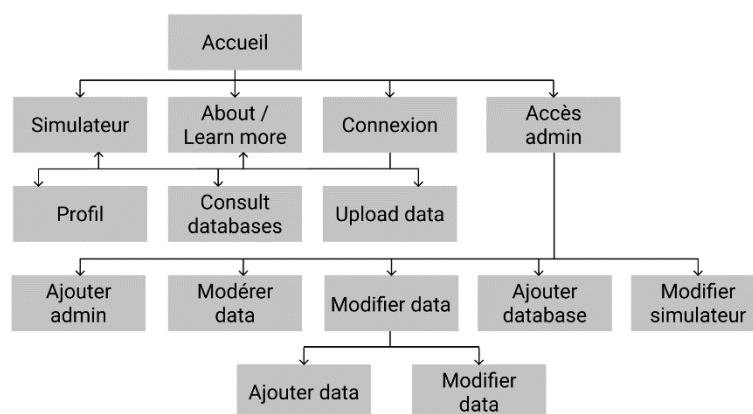 Accueil
Simulateur
About /
Learn more
Connexion
Accès
admin
Profil
Consult
databases
Upload data
Ajouter
admin
Modérer
data
Modifier data
Ajouter
database
Modifier
simulateur
Ajouter data
Modifier
data